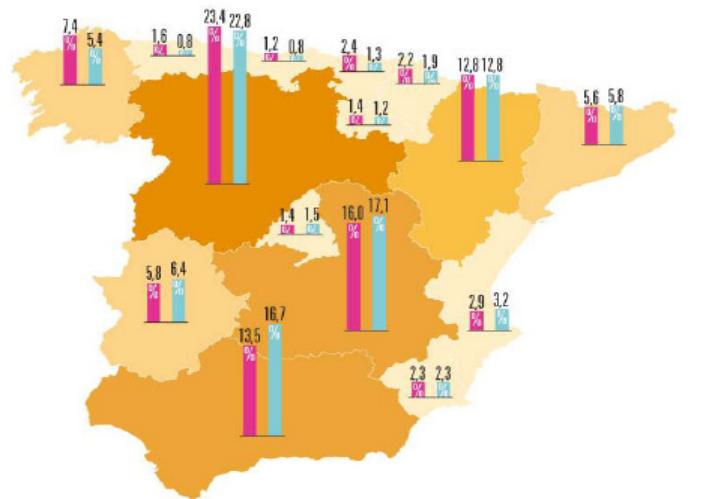 7,4 % 5,4 %
1,6 % 0,8
23,4 % 22,8 %
1,2 % 0,8
2,4 % 1,3 %
2,2 % 1,9 %
12,8 % 12,8 %
5,6 % 5,8 %
1,4 % 1,2 %
1,4 % 1,5 %
16,0 % 17,1 %
5,8 % 6,4 %
13,5 % 16,7 %
2,9 % 3,2 %
2,3 % 2,3 %